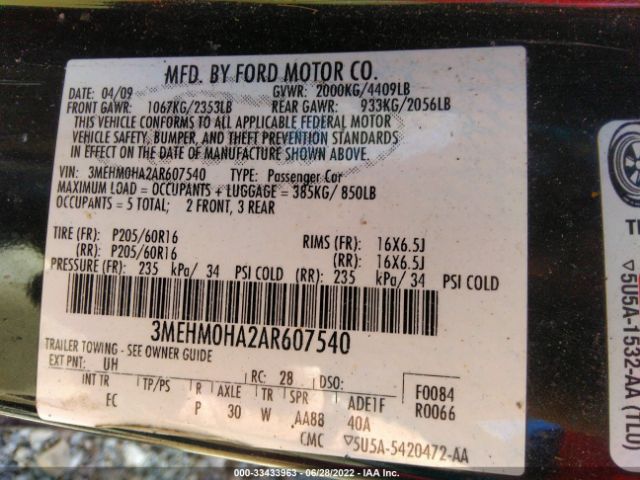 MFD. BY FORD MOTOR CO.
DATE: 04/09 GVWR: 2000KG/4409LB
FRONT GAWR: 1067KG/2353LB REAR GAWR: 933KG/2056LB
THIS VEHICLE CONFORMS TO ALL APPLICABLE FEDERAL MOTOR
VEHICLE SAFETY, BUMPER, AND THEFT PREVENTION STANDARDS
IN EFFECT ON THE DATE OF MANUFACTURE SHOWN ABOVE.
VIN: 3MEHM0HA2AR607540 TYPE: Passenger Car
MAXIMUM LOAD = OCCUPANTS + LUGGAGE = 385KG/ 850LB
OCCUPANTS = 5 TOTAL; 2 FRONT, 3 REAR
TIRE (FR): P205/60R16 RIMS (FR): 16X6.5J
(RR): P205/60R16 (RR): 16X6.5J
PRESSURE (FR): 235 kPa/ 34 PSI COLD (RR): 235 kPa/ 34 PSI COLD
3MEHM0HA2AR607540
TRAILER TOWING - SEE OWNER GUIDE
EXT PNT: UH RC: 28 DSO: F0084
INT TR TP/PS R AXLE TR SPR ADE1F R0066
EC P 30 W AA88 40A
CMC ▽5U5A-5420472-AA
▽5U5A-1532-AA (TLU)
000-33433963 - 06/28/2022 - IAA Inc.